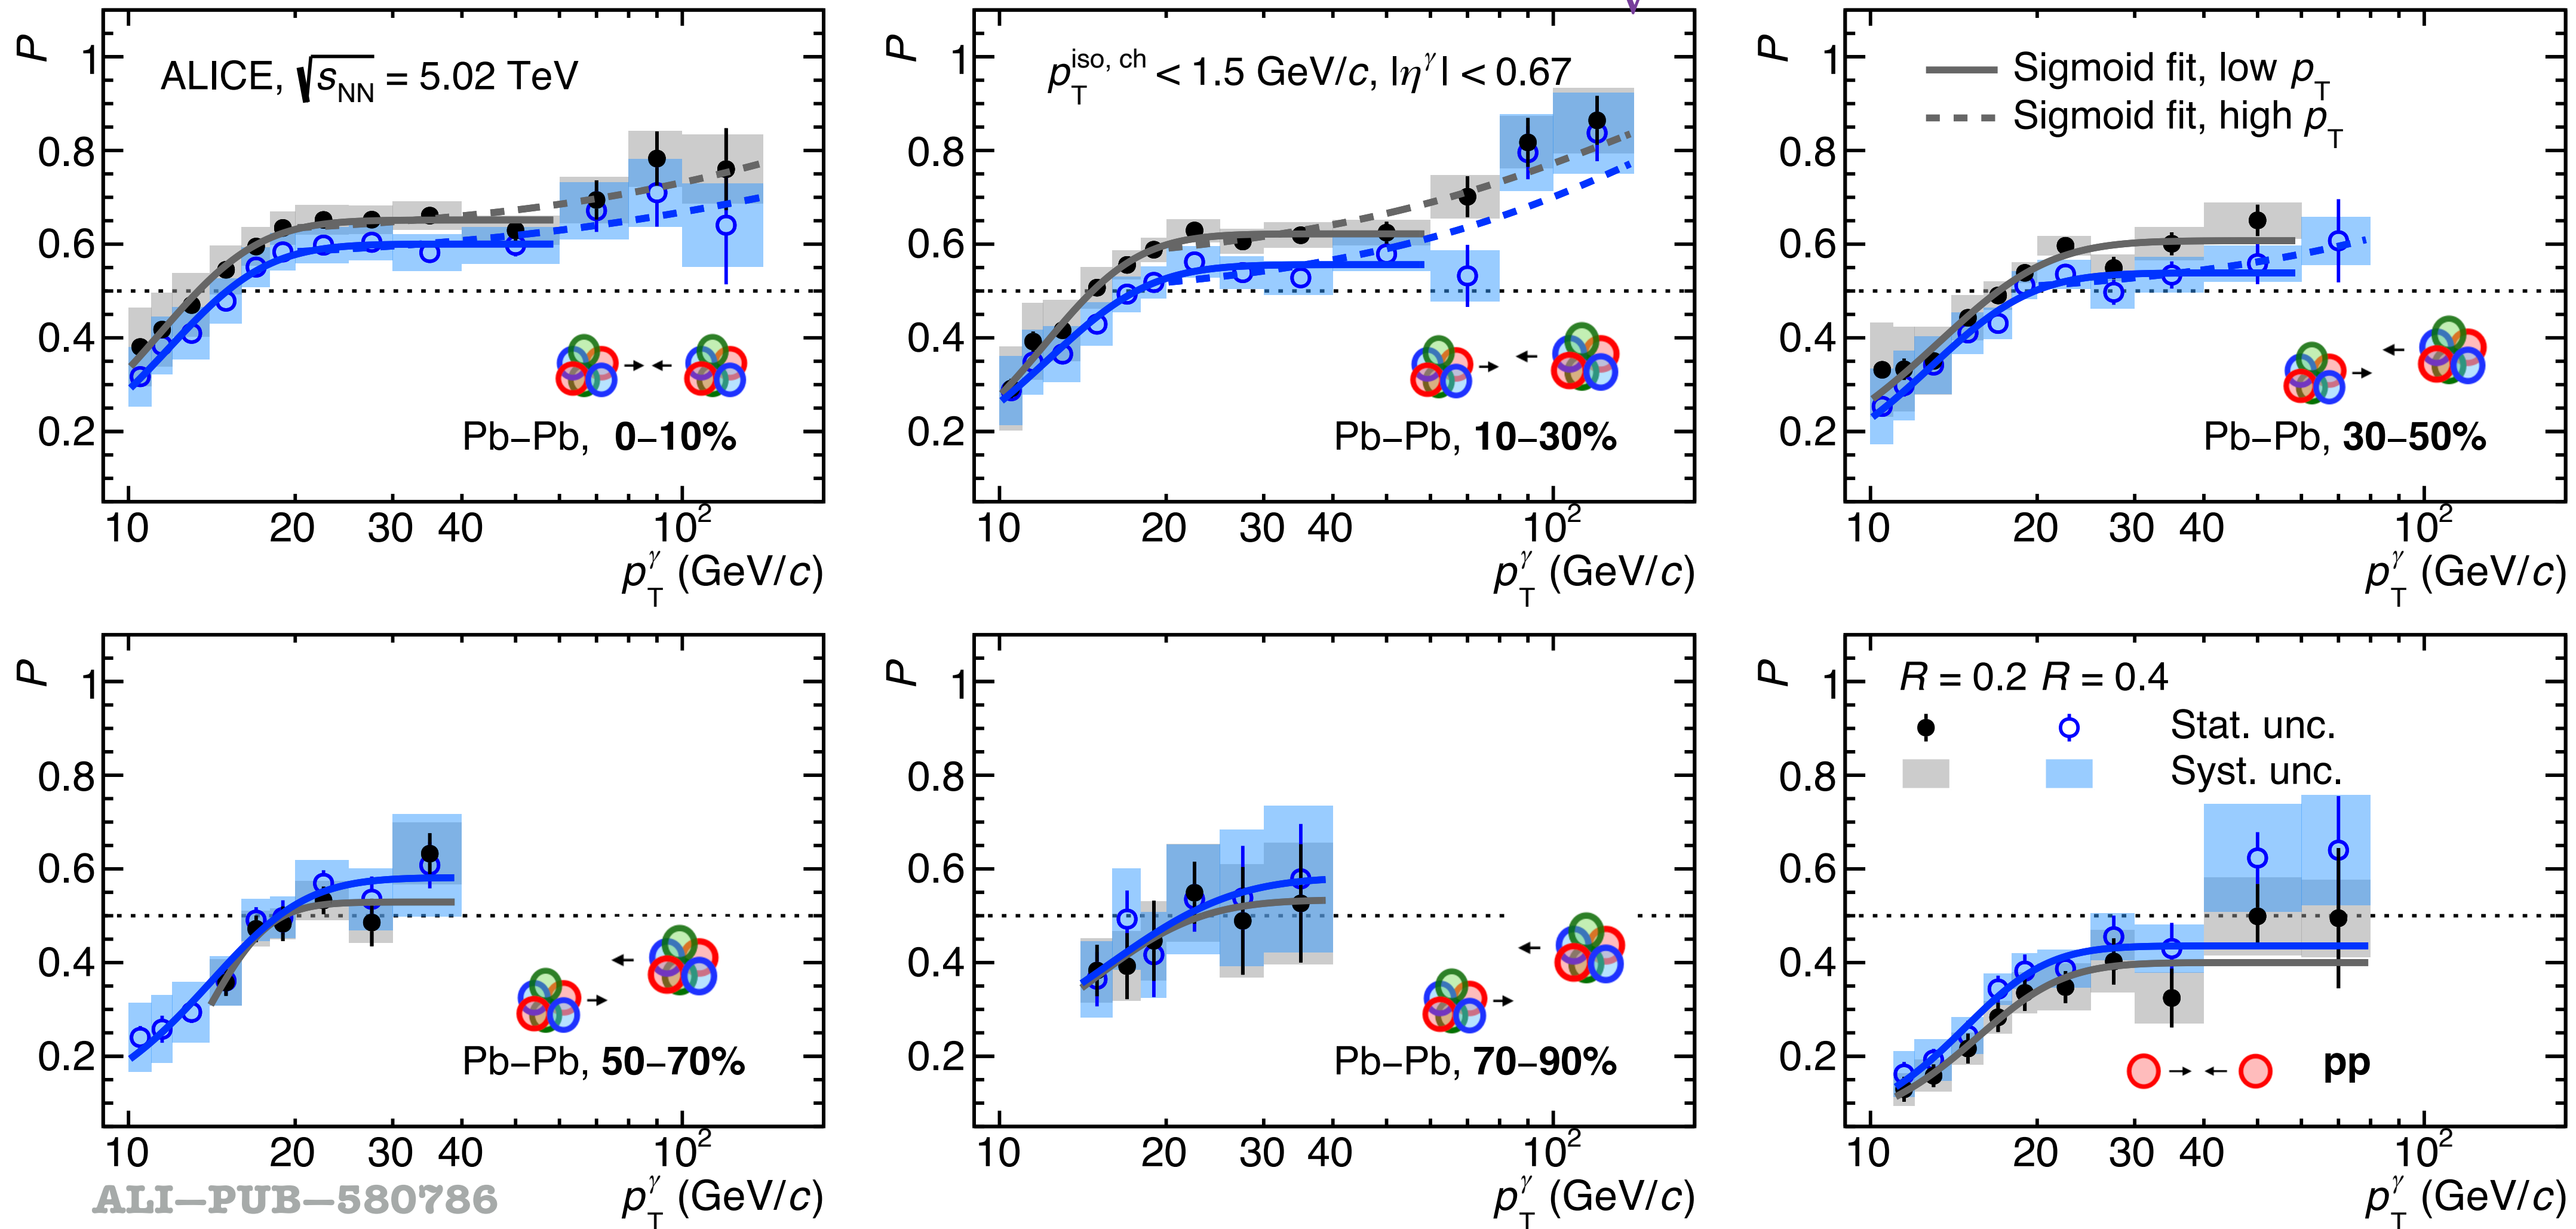 P
1
0.8
0.6
0.4
0.2
ALICE, √sNN = 5.02 TeV
Pb−Pb, 0−10%
10 20 30 40 10²
pTγ (GeV/c)
P
1
0.8
0.6
0.4
0.2
pTiso, ch < 1.5 GeV/c, |ηγ| < 0.67
Pb−Pb, 10−30%
10 20 30 40 10²
pTγ (GeV/c)
P
1
0.8
0.6
0.4
0.2
Sigmoid fit, low pT
Sigmoid fit, high pT
Pb−Pb, 30−50%
10 20 30 40 10²
pTγ (GeV/c)
P
1
0.8
0.6
0.4
0.2
Pb−Pb, 50−70%
10 20 30 40 10²
pTγ (GeV/c)
ALI−PUB−580786
P
1
0.8
0.6
0.4
0.2
Pb−Pb, 70−90%
10 20 30 40 10²
pTγ (GeV/c)
P
1
0.8
0.6
0.4
0.2
R = 0.2 R = 0.4
Stat. unc.
Syst. unc.
pp
10 20 30 40 10²
pTγ (GeV/c)